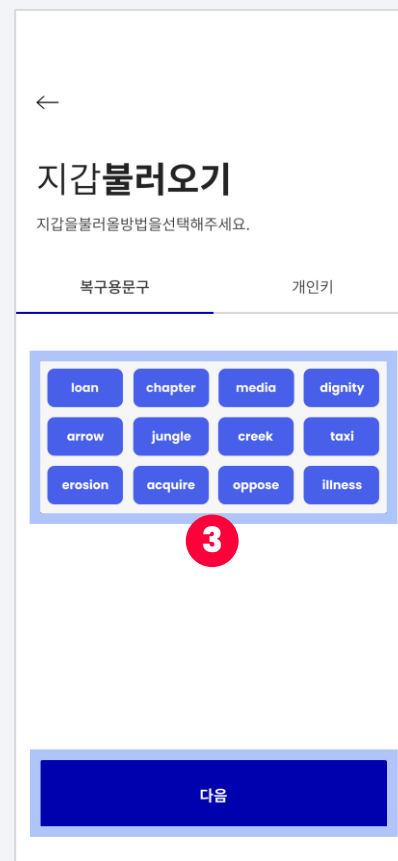 지갑불러오기
지갑을불러올방법을선택해주세요.
복구용문구 개인키
loan chapter media dignity
arrow jungle creek taxi
erosion acquire oppose illness
3
다음